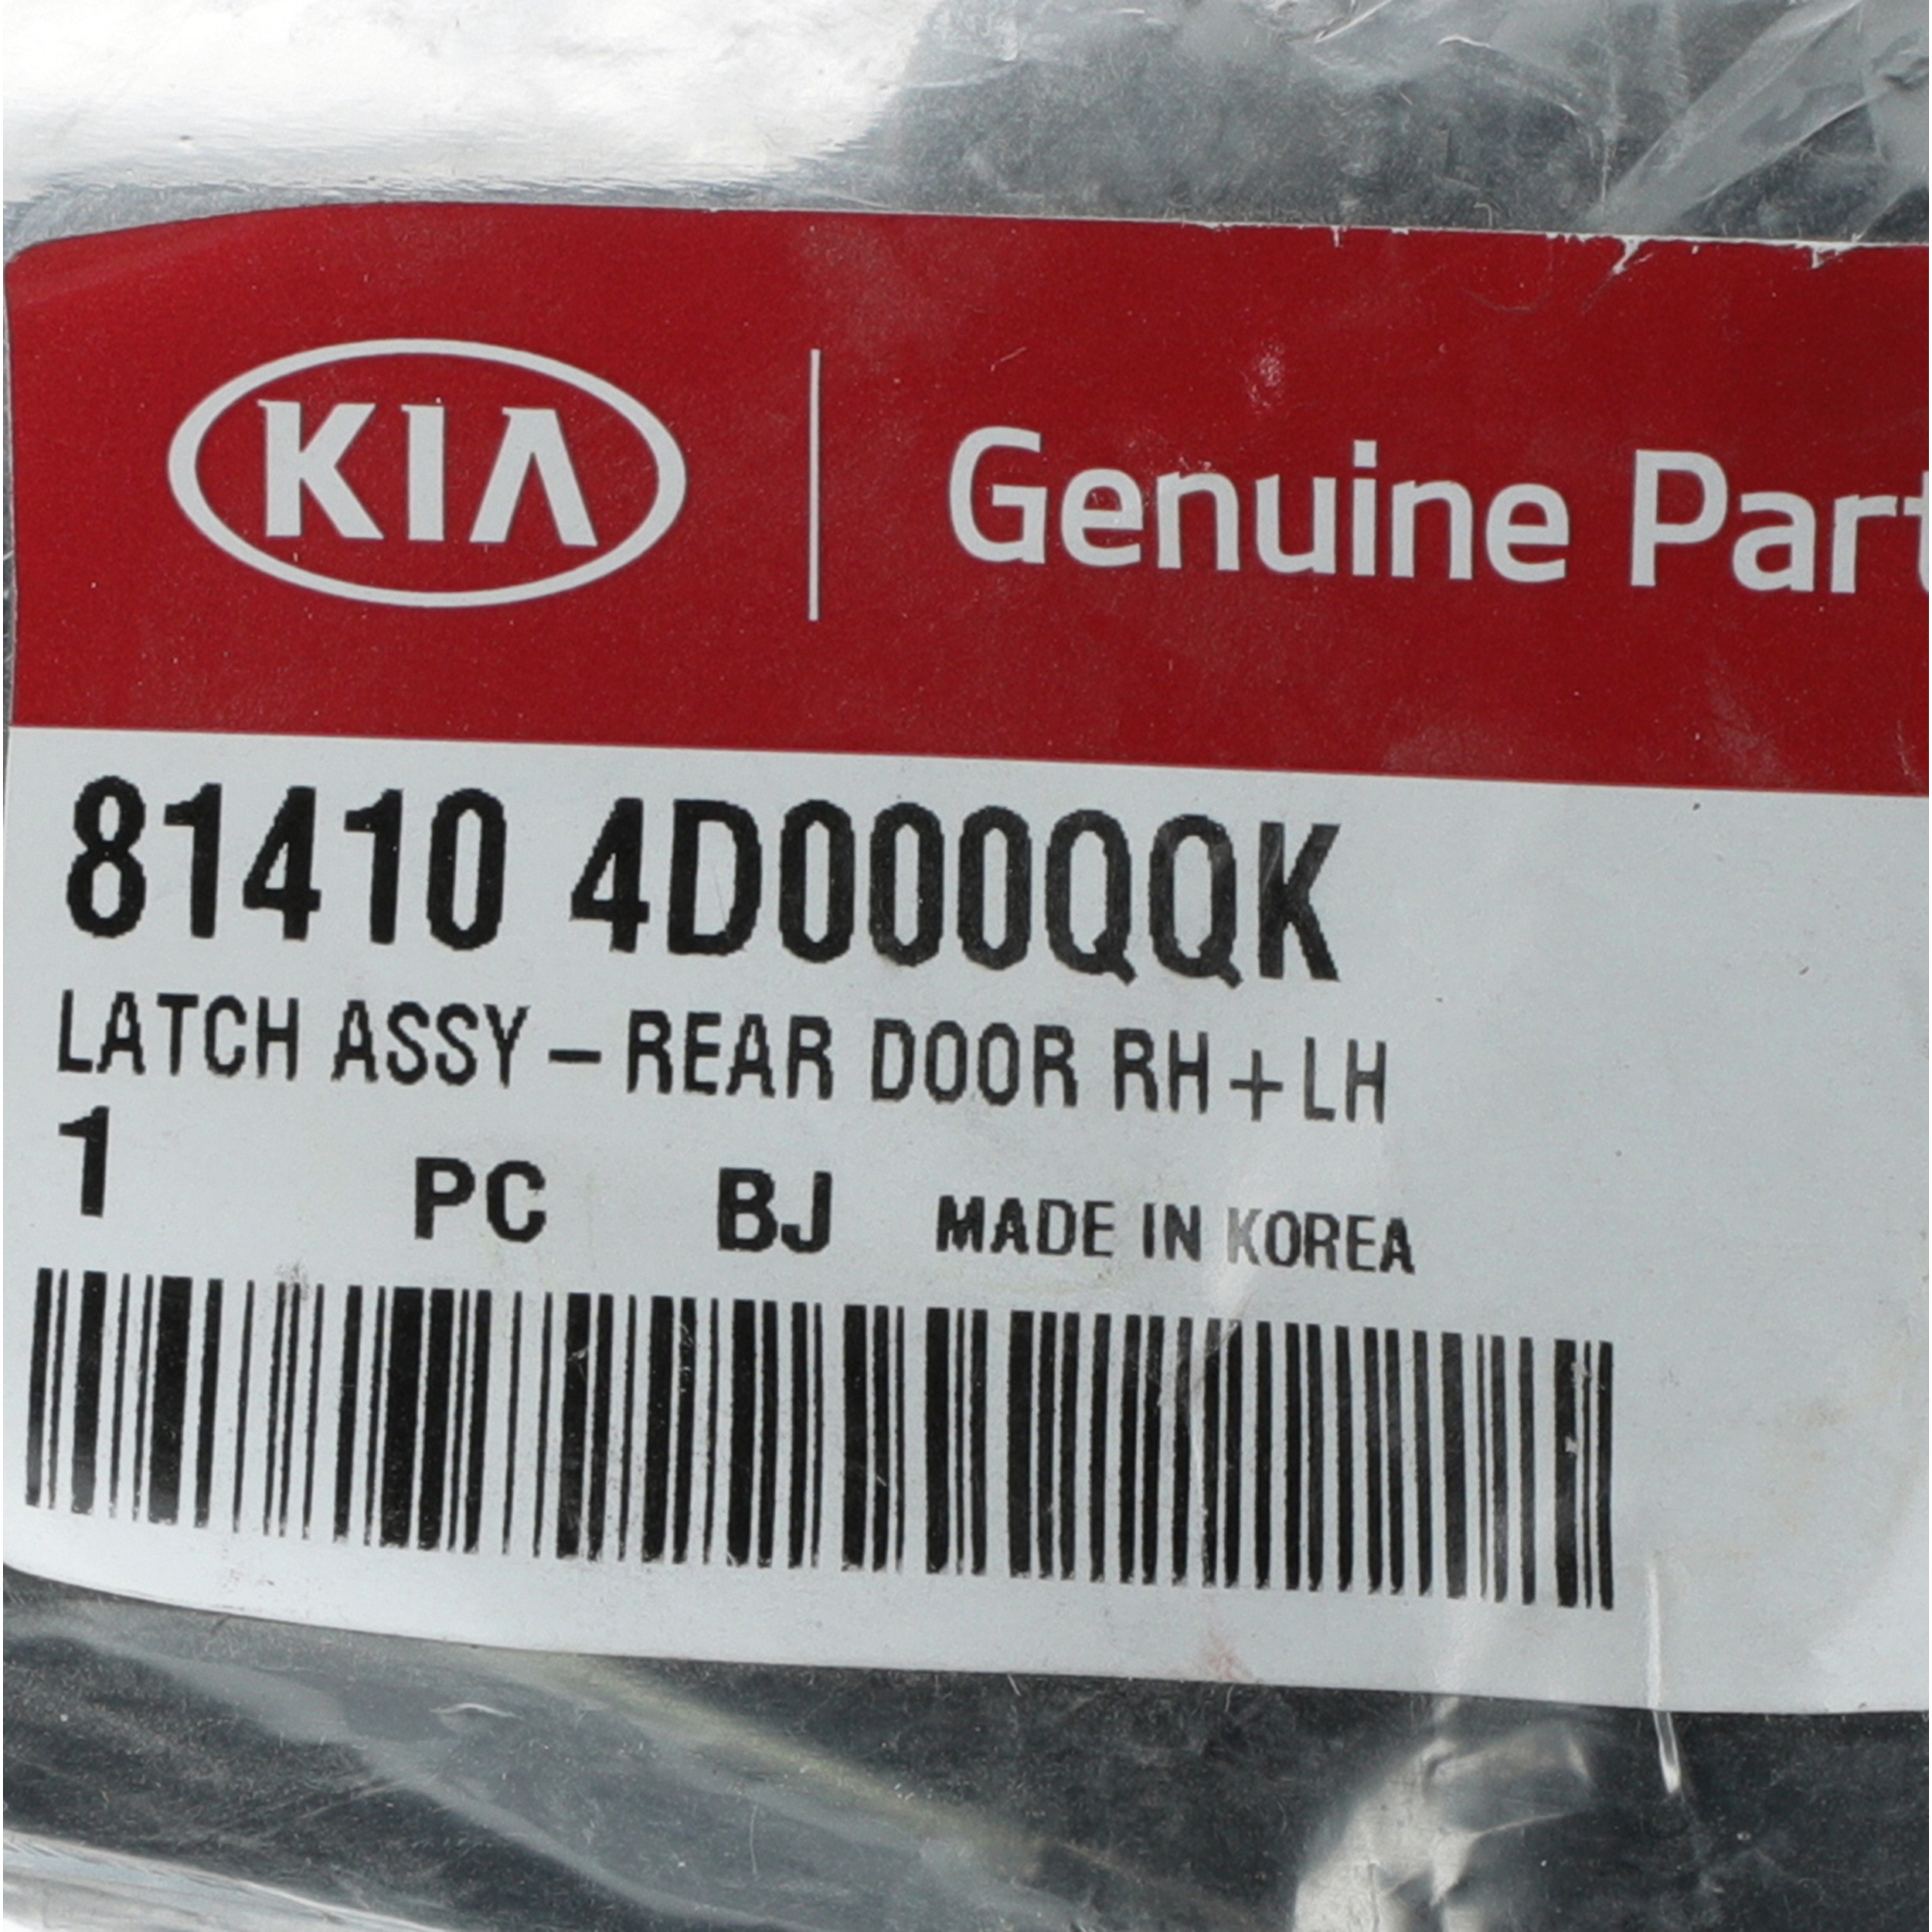 KIA Genuine Part
81410 4D000QQK
LATCH ASSY-REAR DOOR RH+LH
1 PC BJ MADE IN KOREA